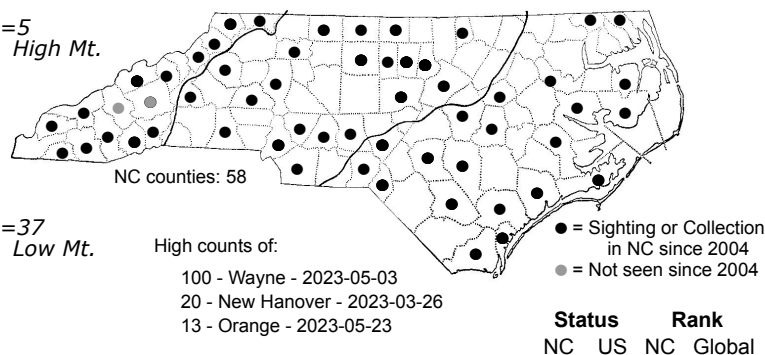 =5
High Mt.
NC counties: 58
=37
Low Mt.
High counts of:
100 - Wayne - 2023-05-03
20 - New Hanover - 2023-03-26
13 - Orange - 2023-05-23
● = Sighting or Collection
in NC since 2004
● = Not seen since 2004
Status Rank
NC US NC Global